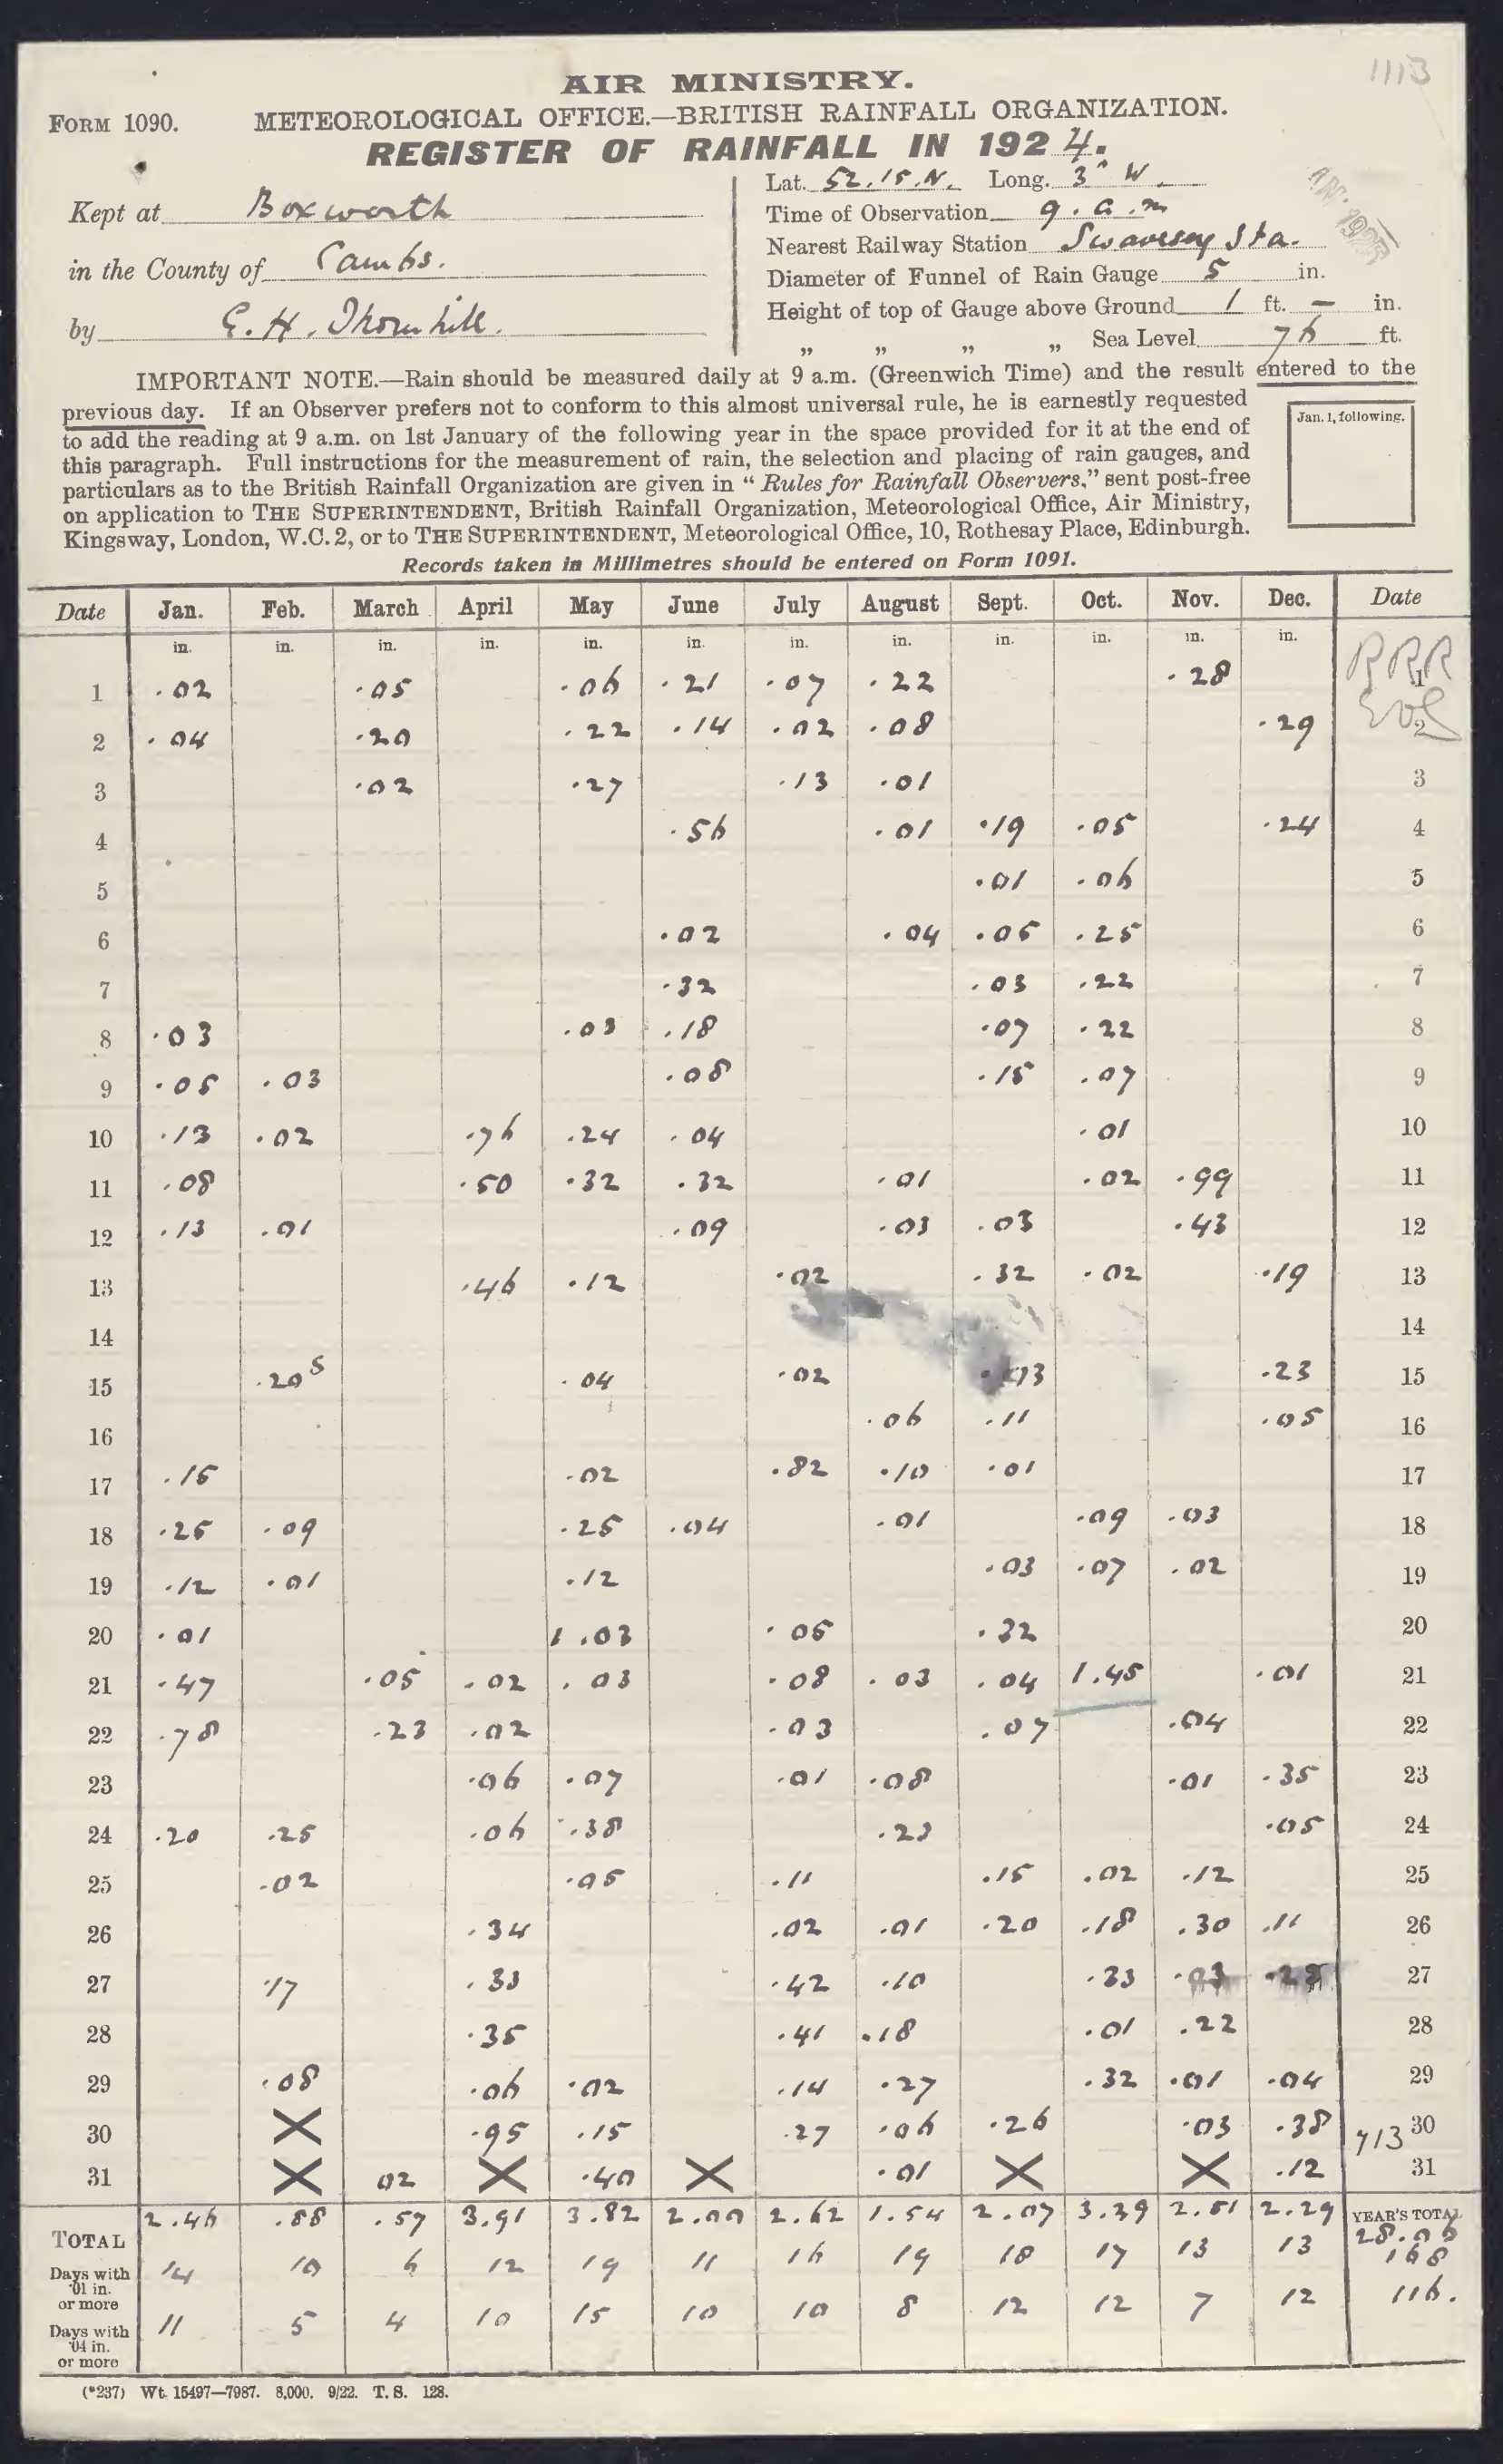 1113
AIR MINISTRY.
FORM 1090. METEOROLOGICAL OFFICE.—BRITISH RAINFALL ORGANIZATION.
REGISTER OF RAINFALL IN 1924.
Lat. 52.15.N. Long. 3" W.
Kept at Boxworth
Time of Observation 9.a.m
Nearest Railway Station Swavesey Sta.
in the County of Cambs.
Diameter of Funnel of Rain Gauge 5 in.
Height of top of Gauge above Ground 1 ft. — in.
by E. H. Thornhill.
„ „ „ „ Sea Level 76 ft.
IMPORTANT NOTE.—Rain should be measured daily at 9 a.m. (Greenwich Time) and the result entered to the
previous day. If an Observer prefers not to conform to this almost universal rule, he is earnestly requested
to add the reading at 9 a.m. on 1st January of the following year in the space provided for it at the end of
this paragraph. Full instructions for the measurement of rain, the selection and placing of rain gauges, and
particulars as to the British Rainfall Organization are given in “ Rules for Rainfall Observers,” sent post-free
on application to THE SUPERINTENDENT, British Rainfall Organization, Meteorological Office, Air Ministry,
Kingsway, London, W.C.2, or to THE SUPERINTENDENT, Meteorological Office, 10, Rothesay Place, Edinburgh.
Jan. 1, following.
Records taken in Millimetres should be entered on Form 1091.
Date Jan. Feb. March April May June July August Sept. Oct. Nov. Dec. Date
in. in. in. in. in. in. in. in. in. in. in. in.
1 .02 .05 .06 .21 .07 .22 .28 1
2 .04 .20 .22 .14 .02 .08 .29 2
3 .02 .27 .13 .01 3
4 .56 .01 .19 .05 .24 4
5 .01 .06 5
6 .02 .04 .05 .25 6
7 .32 .03 .22 7
8 .03 .03 .18 .07 .22 8
9 .05 .03 .08 .15 .07 9
10 .13 .02 .76 .24 .04 .01 10
11 .08 .50 .32 .32 .01 .02 .99 11
12 .13 .01 .09 .03 .03 .43 12
13 .46 .12 .02 .32 .02 .19 13
14 14
15 .20 S .04 .02 .03 .23 15
16 .06 .11 .05 16
17 .15 .02 .82 .10 .01 17
18 .25 .09 .25 .04 .01 .09 .03 18
19 .12 .01 .12 .03 .07 .02 19
20 .01 1.03 .05 .32 20
21 .47 .05 .02 .03 .08 .03 .04 1.45 .01 21
22 .78 .23 .02 .03 .07 .04 22
23 .06 .07 .01 .08 .01 .35 23
24 .20 .25 .06 .38 .23 .05 24
25 .02 .05 .11 .15 .02 .12 25
26 .34 .02 .01 .20 .18 .30 .11 26
27 .17 .33 .42 .10 .33 .03 27
28 .35 .41 .18 .01 .22 28
29 .08 .06 .02 .14 .27 .32 .01 .04 29
30 X .95 .15 .27 .06 .26 .03 .38 713 30
31 X 02 X .40 X .01 X X .12 31
TOTAL 2.46 .88 .57 3.91 3.82 2.00 2.62 1.54 2.07 3.39 2.51 2.29 YEAR'S TOTAL 28.06
Days with ·01 in. or more 14 10 6 12 19 11 16 19 18 17 13 13 168
Days with ·04 in. or more 11 5 4 10 15 10 10 8 12 12 7 12 116.
(*237) Wt. 15497—7987. 8,000. 9/22. T. S. 128.